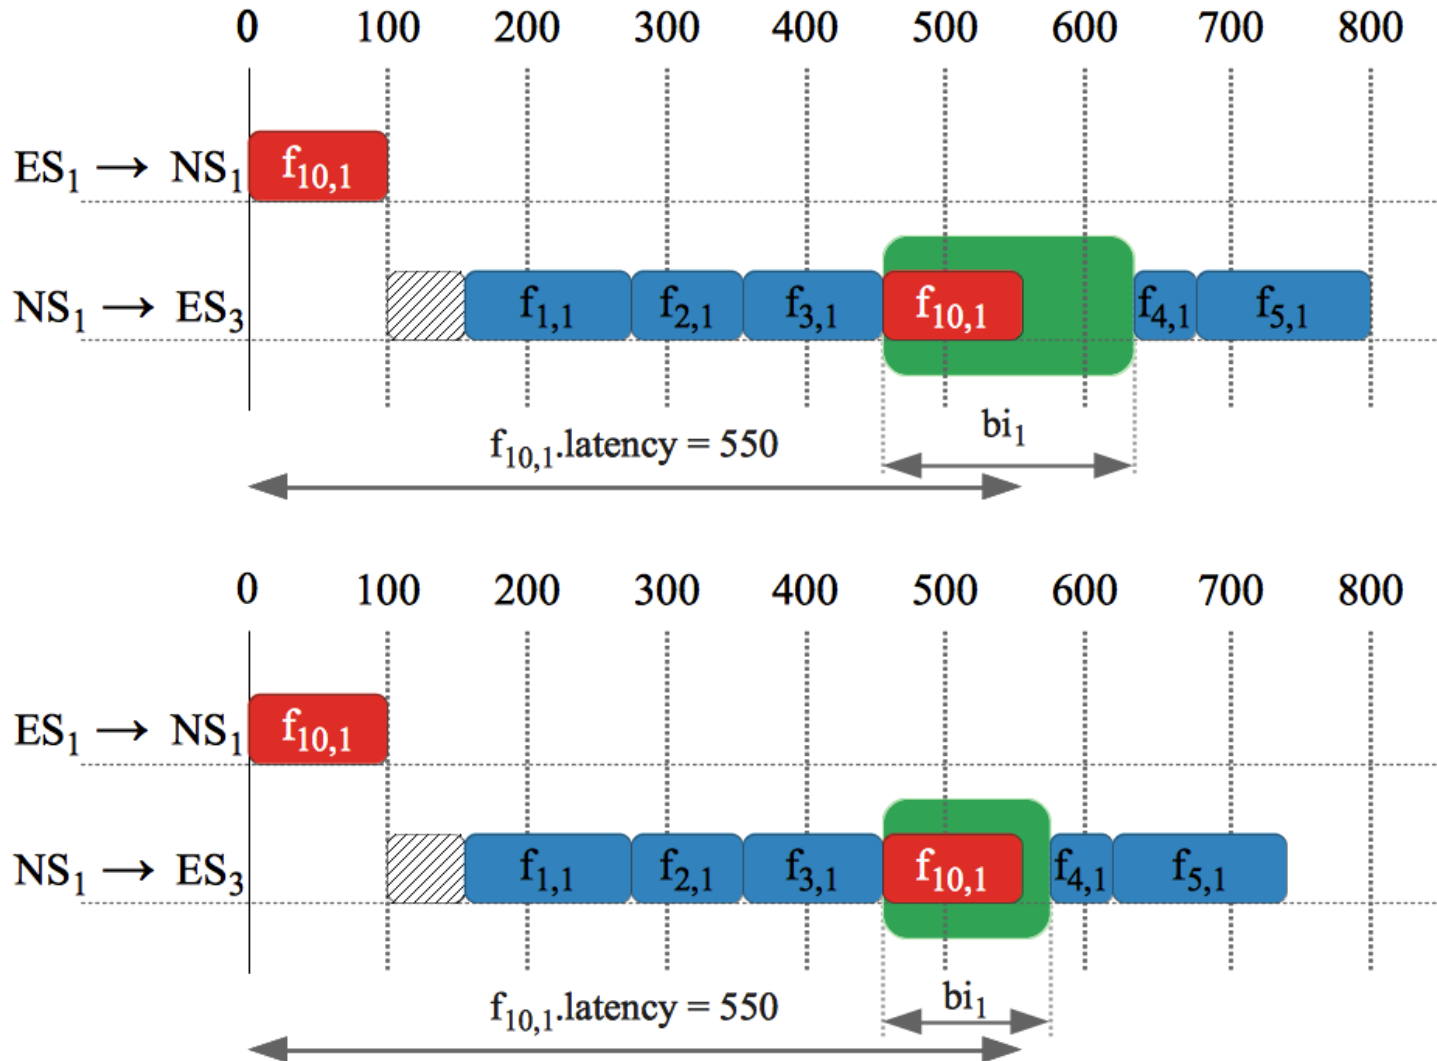 0 100 200 300 400 500 600 700 800
ES₁ → NS₁ f₁₀,₁
NS₁ → ES₃ f₁,₁ f₂,₁ f₃,₁ f₁₀,₁ f₄,₁ f₅,₁
bi₁
f₁₀,₁.latency = 550
0 100 200 300 400 500 600 700 800
ES₁ → NS₁ f₁₀,₁
NS₁ → ES₃ f₁,₁ f₂,₁ f₃,₁ f₁₀,₁ f₄,₁ f₅,₁
bi₁
f₁₀,₁.latency = 550